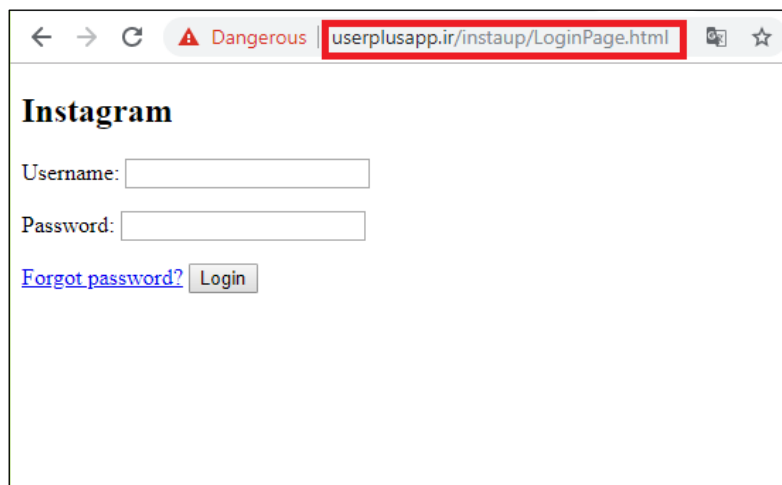 Dangerous userplusapp.ir/instaup/LoginPage.html
Instagram
Username:
Password:
Forgot password? Login